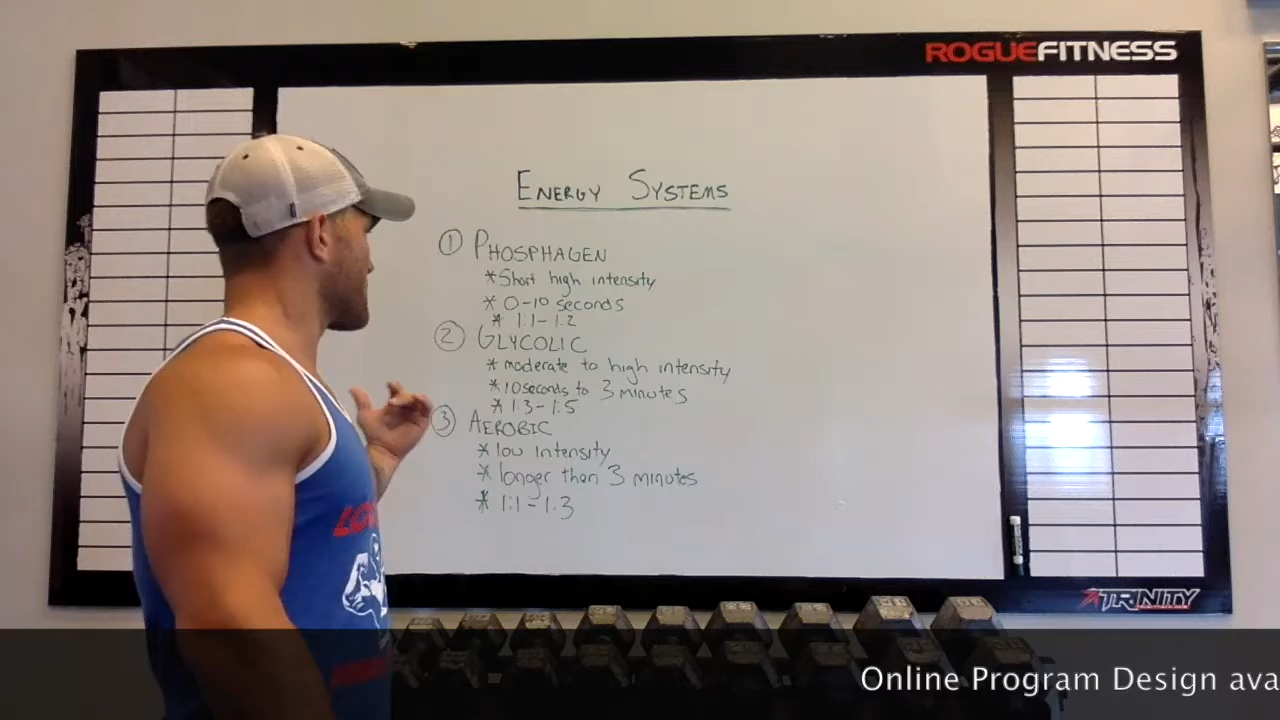 ROGUEFITNESS
ENERGY SYSTEMS
① PHOSPHAGEN
* Short high intensity
* 0-10 seconds
* 1:1-1:2
② GLYCOLIC
* moderate to high intensity
* 10 seconds to 3 minutes
* 1:3-1:5
③ AEROBIC
* low intensity
* longer than 3 minutes
* 1:1-1:3
TRINITY
Online Program Design ava